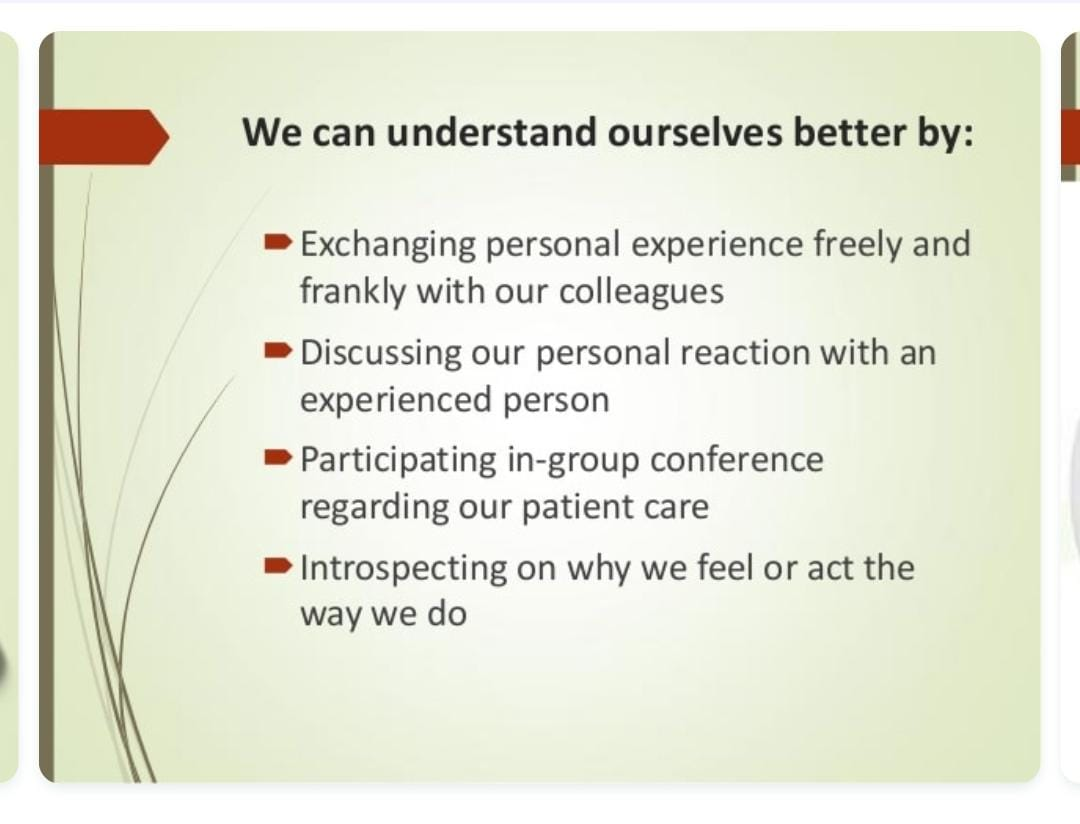 We can understand ourselves better by:
Exchanging personal experience freely and
frankly with our colleagues
Discussing our personal reaction with an
experienced person
Participating in-group conference
regarding our patient care
Introspecting on why we feel or act the
way we do